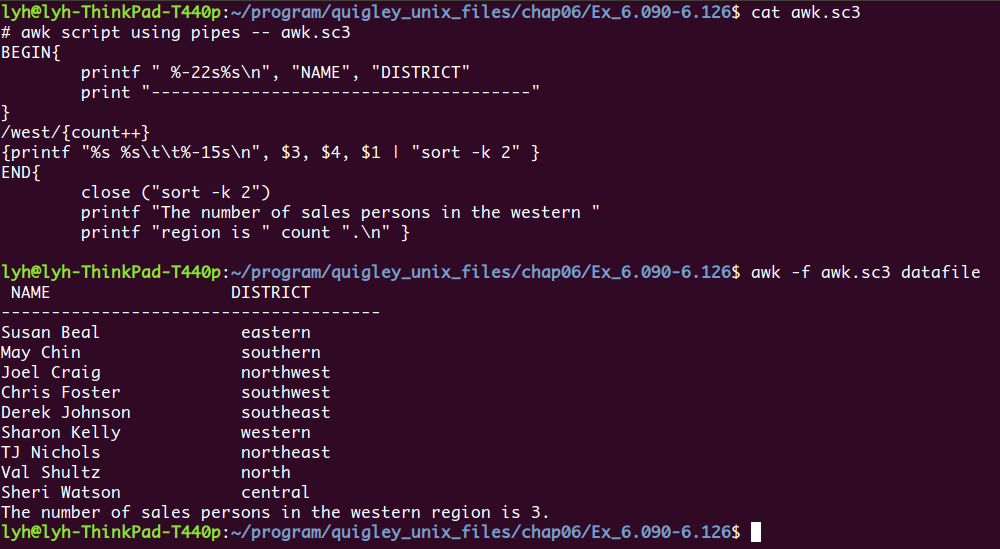 lyh@lyh-ThinkPad-T440p:~/program/quigley_unix_files/chap06/Ex_6.090-6.126$ cat awk.sc3
# awk script using pipes -- awk.sc3
BEGIN{
        printf " %-22s%s\n", "NAME", "DISTRICT"
        print "--------------------------------------"
}
/west/{count++}
{printf "%s %s\t\t%-15s\n", $3, $4, $1 | "sort -k 2" }
END{
        close ("sort -k 2")
        printf "The number of sales persons in the western "
        printf "region is " count ".\n" }

lyh@lyh-ThinkPad-T440p:~/program/quigley_unix_files/chap06/Ex_6.090-6.126$ awk -f awk.sc3 datafile
 NAME                  DISTRICT
--------------------------------------
Susan Beal              eastern
May Chin                southern
Joel Craig              northwest
Chris Foster            southwest
Derek Johnson           southeast
Sharon Kelly            western
TJ Nichols              northeast
Val Shultz              north
Sheri Watson            central
The number of sales persons in the western region is 3.
lyh@lyh-ThinkPad-T440p:~/program/quigley_unix_files/chap06/Ex_6.090-6.126$